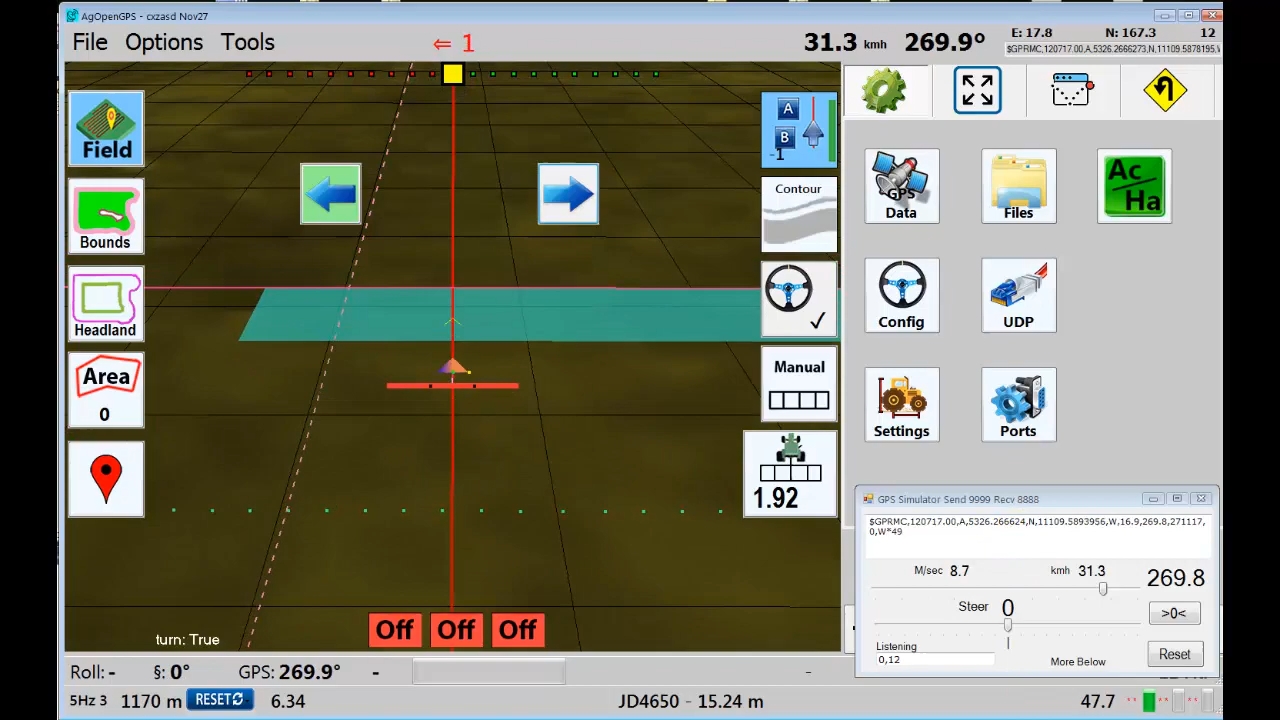 AgOpenGPS - cxzasd Nov27
File Options Tools
⇐ 1
31.3 kmh 269.9°
E: 17.8 N: 167.3 12
$GPRMC,120717.00,A,5326.2666273,N,11109.5878195,W
Field
Bounds
Headland
Area
0
A
B
-1
Contour
Manual
1.92
GPS
Data
Files
Ac
Ha
Config
UDP
Settings
Ports
turn: True
Off Off Off
GPS Simulator Send 9999 Recv 8888
$GPRMC,120717.00,A,5326.266624,N,11109.5893956,W,16.9,269.8,271117,
0,W*49
M/sec 8.7 kmh 31.3
269.8
Steer 0
>0<
Listening
0,12
More Below
Reset
Roll: - §: 0° GPS: 269.9° - -
5Hz 3 1170 m RESET 6.34 JD4650 - 15.24 m 47.7